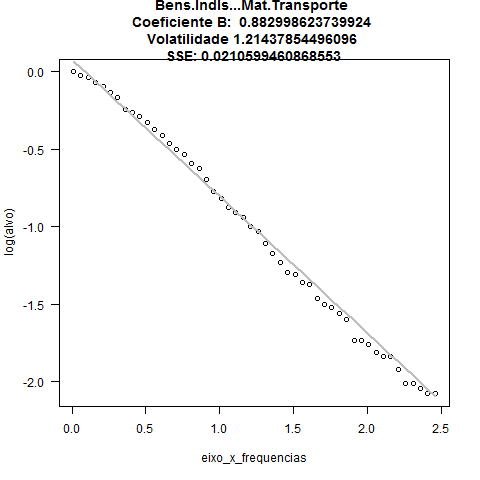 Bens.Indls...Mat.Transporte
Coeficiente B:  0.882998623739924
Volatilidade 1.21437854496096
SSE: 0.0210599460868553
0.0
-0.5
-1.0
-1.5
-2.0
log(alvo)
0.0 0.5 1.0 1.5 2.0 2.5
eixo_x_frequencias